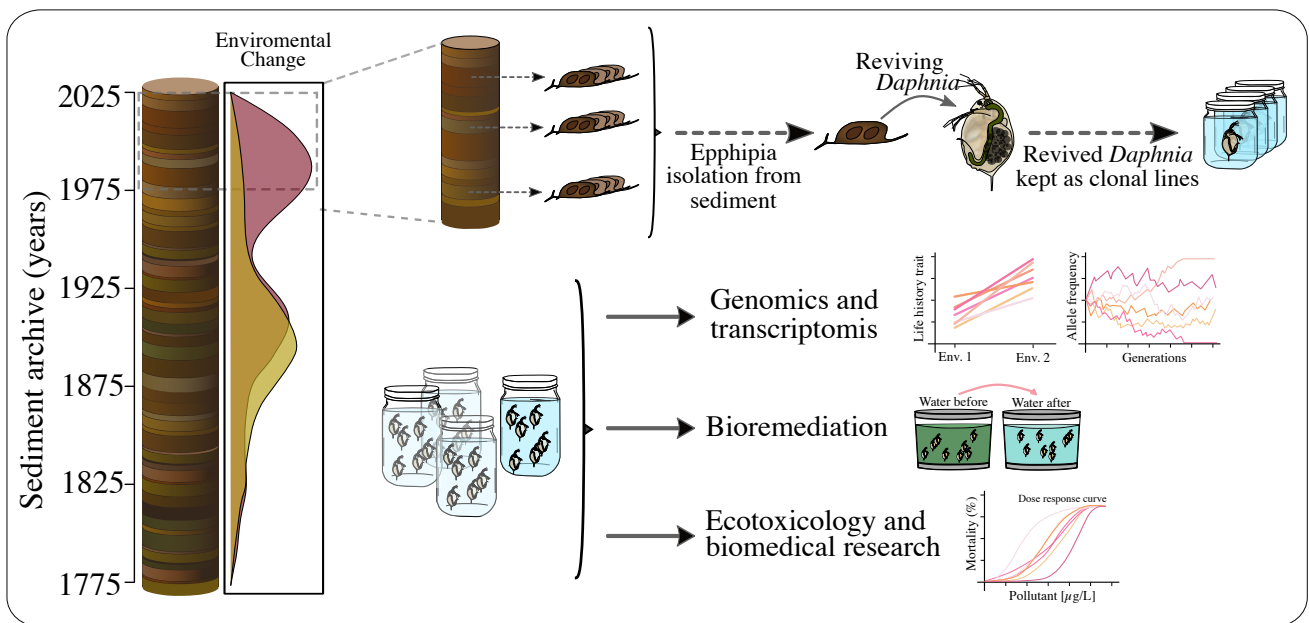 Enviromental
Change
Sediment archive (years)
2025
1975
1925
1875
1825
1775
Epphipia
isolation from
sediment
Reviving
Daphnia
Revived Daphnia
kept as clonal lines
Genomics and
transcriptomis
Life history trait
Env. 1
Env. 2
Allele frequency
Generations
Bioremediation
Water before
Water after
Ecotoxicology and
biomedical research
Dose response curve
Mortality (%)
Pollutant [µg/L]